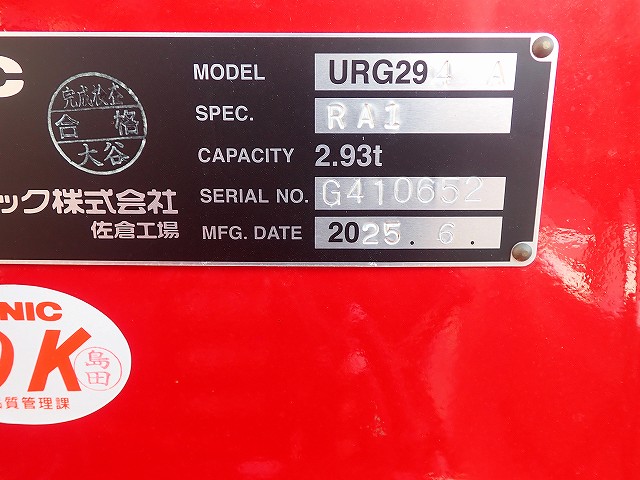 C
完成検査
合格
大谷
MODEL URG294 A
SPEC. RA1
CAPACITY 2.93t
SERIAL NO. G410652
MFG. DATE 2025. 6.
ック株式会社
佐倉工場
NIC
OK
島田
品質管理課